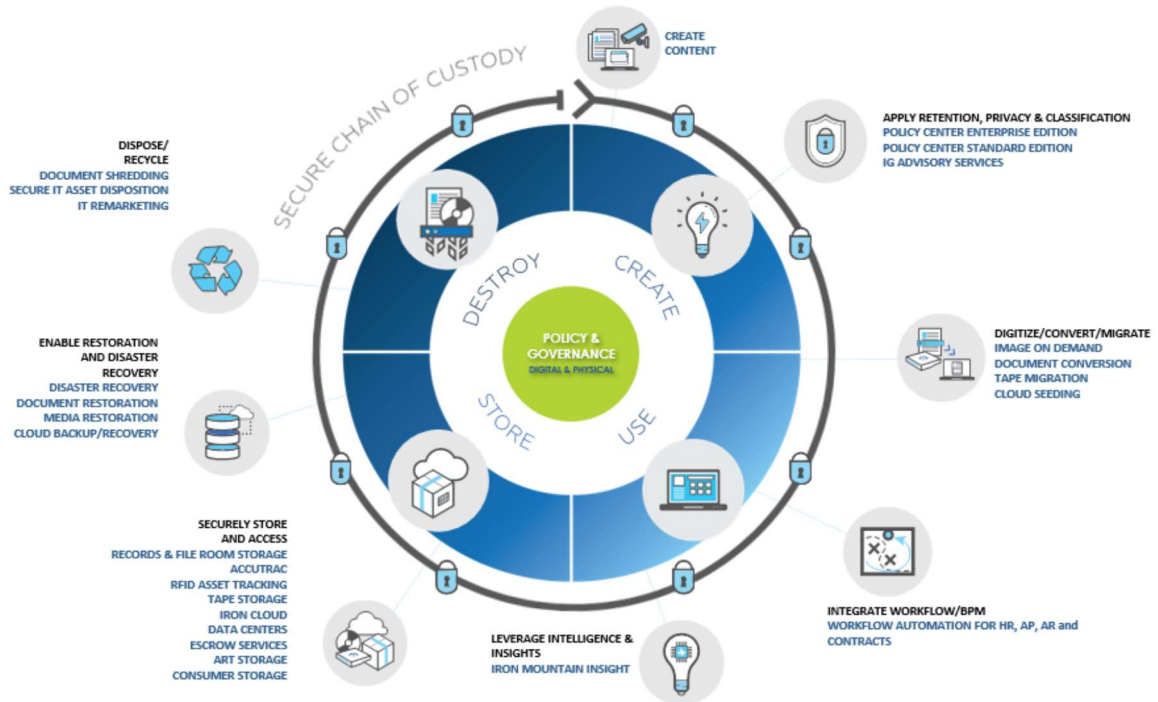 SECURE CHAIN OF CUSTODY
CREATE
CONTENT
APPLY RETENTION, PRIVACY & CLASSIFICATION
POLICY CENTER ENTERPRISE EDITION
POLICY CENTER STANDARD EDITION
IG ADVISORY SERVICES
DISPOSE/
RECYCLE
DOCUMENT SHREDDING
SECURE IT ASSET DISPOSITION
IT REMARKETING
DESTROY
CREATE
POLICY &
GOVERNANCE
DIGITAL & PHYSICAL
STORE
USE
DIGITIZE/CONVERT/MIGRATE
IMAGE ON DEMAND
DOCUMENT CONVERSION
TAPE MIGRATION
CLOUD SEEDING
ENABLE RESTORATION
AND DISASTER
RECOVERY
DISASTER RECOVERY
DOCUMENT RESTORATION
MEDIA RESTORATION
CLOUD BACKUP/RECOVERY
SECURELY STORE
AND ACCESS
RECORDS & FILE ROOM STORAGE
ACCUTRAC
RFID ASSET TRACKING
TAPE STORAGE
IRON CLOUD
DATA CENTERS
ESCROW SERVICES
ART STORAGE
CONSUMER STORAGE
LEVERAGE INTELLIGENCE &
INSIGHTS
IRON MOUNTAIN INSIGHT
INTEGRATE WORKFLOW/BPM
WORKFLOW AUTOMATION FOR HR, AP, AR and
CONTRACTS